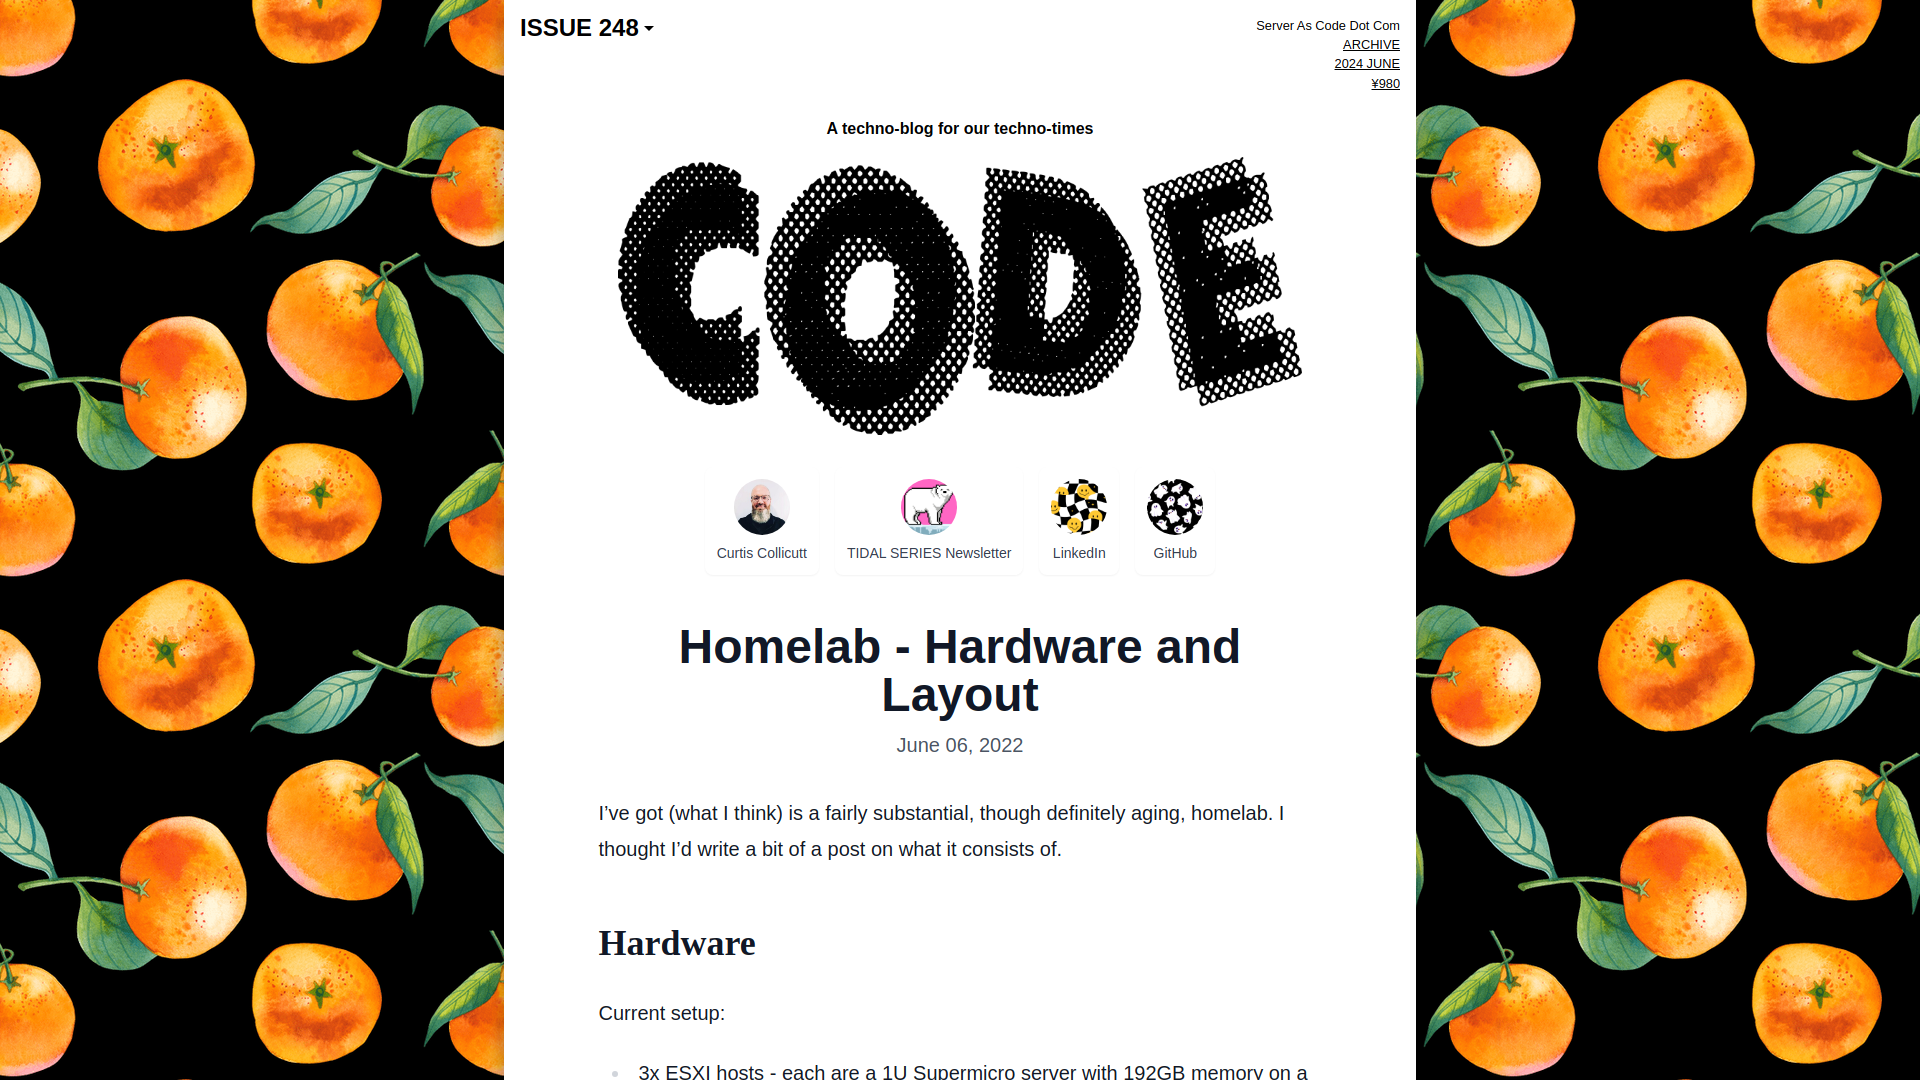 ISSUE 248
Server As Code Dot Com
ARCHIVE
2024 JUNE
¥980
A techno-blog for our techno-times
CODE
Curtis Collicutt
TIDAL SERIES Newsletter
LinkedIn
GitHub
Homelab - Hardware and
Layout
June 06, 2022
I’ve got (what I think) is a fairly substantial, though definitely aging, homelab. I
thought I’d write a bit of a post on what it consists of.
Hardware
Current setup:
3x ESXI hosts - each are a 1U Supermicro server with 192GB memory on a